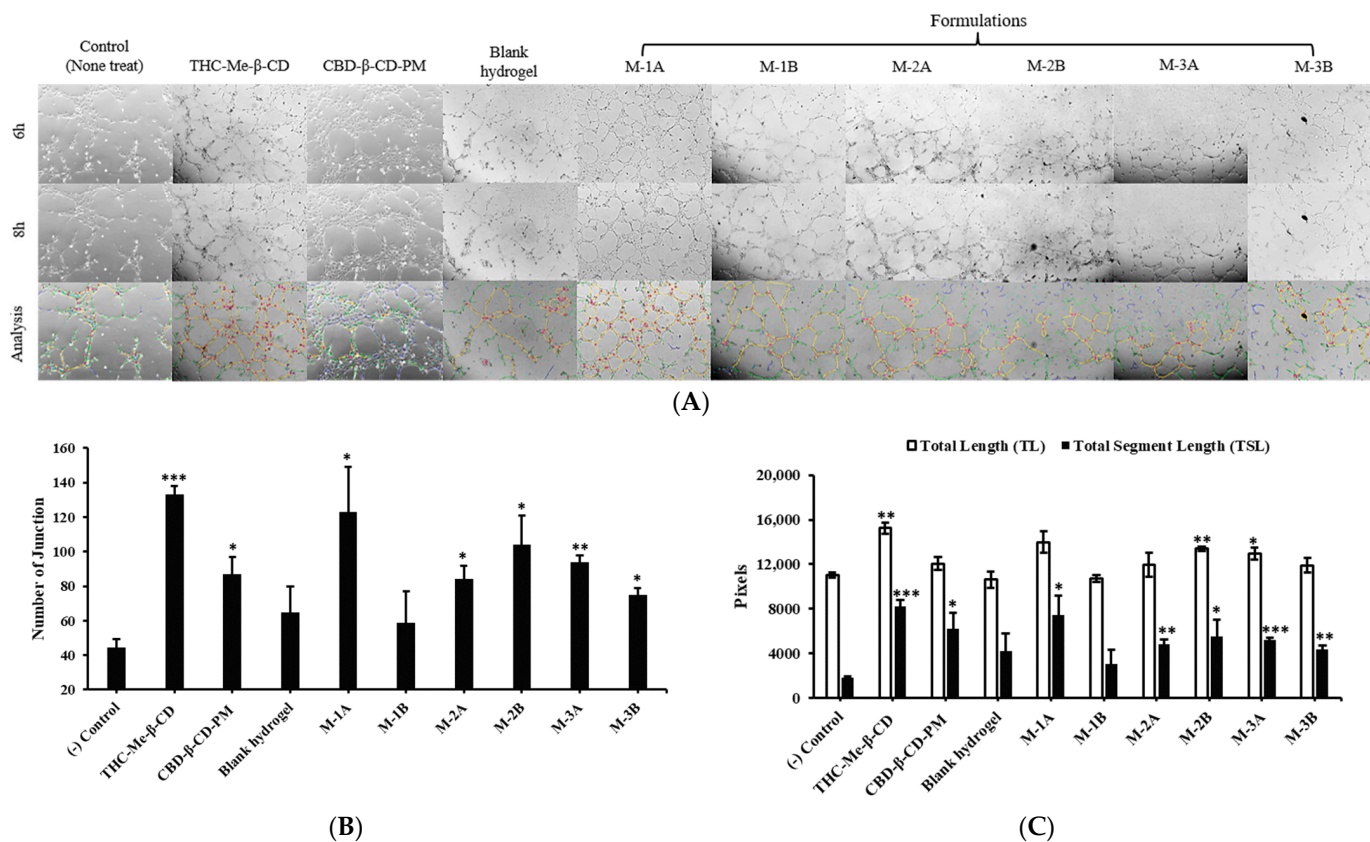 Formulations
Control
(None treat)
THC-Me-β-CD
CBD-β-CD-PM
Blank
hydrogel
M-1A
M-1B
M-2A
M-2B
M-3A
M-3B
6h
8h
Analysis
(A)
Number of Junction
160
140
120
100
80
60
40
20
***
*
*
*
*
**
*
(-) Control
THC-Me-β-CD
CBD-β-CD-PM
Blank hydrogel
M-1A
M-1B
M-2A
M-2B
M-3A
M-3B
(B)
Total Length (TL)
Total Segment Length (TSL)
Pixels
20,000
16,000
12,000
8000
4000
0
**
***
*
*
**
**
*
*
***
**
(-) Control
THC-Me-β-CD
CBD-β-CD-PM
Blank hydrogel
M-1A
M-1B
M-2A
M-2B
M-3A
M-3B
(C)